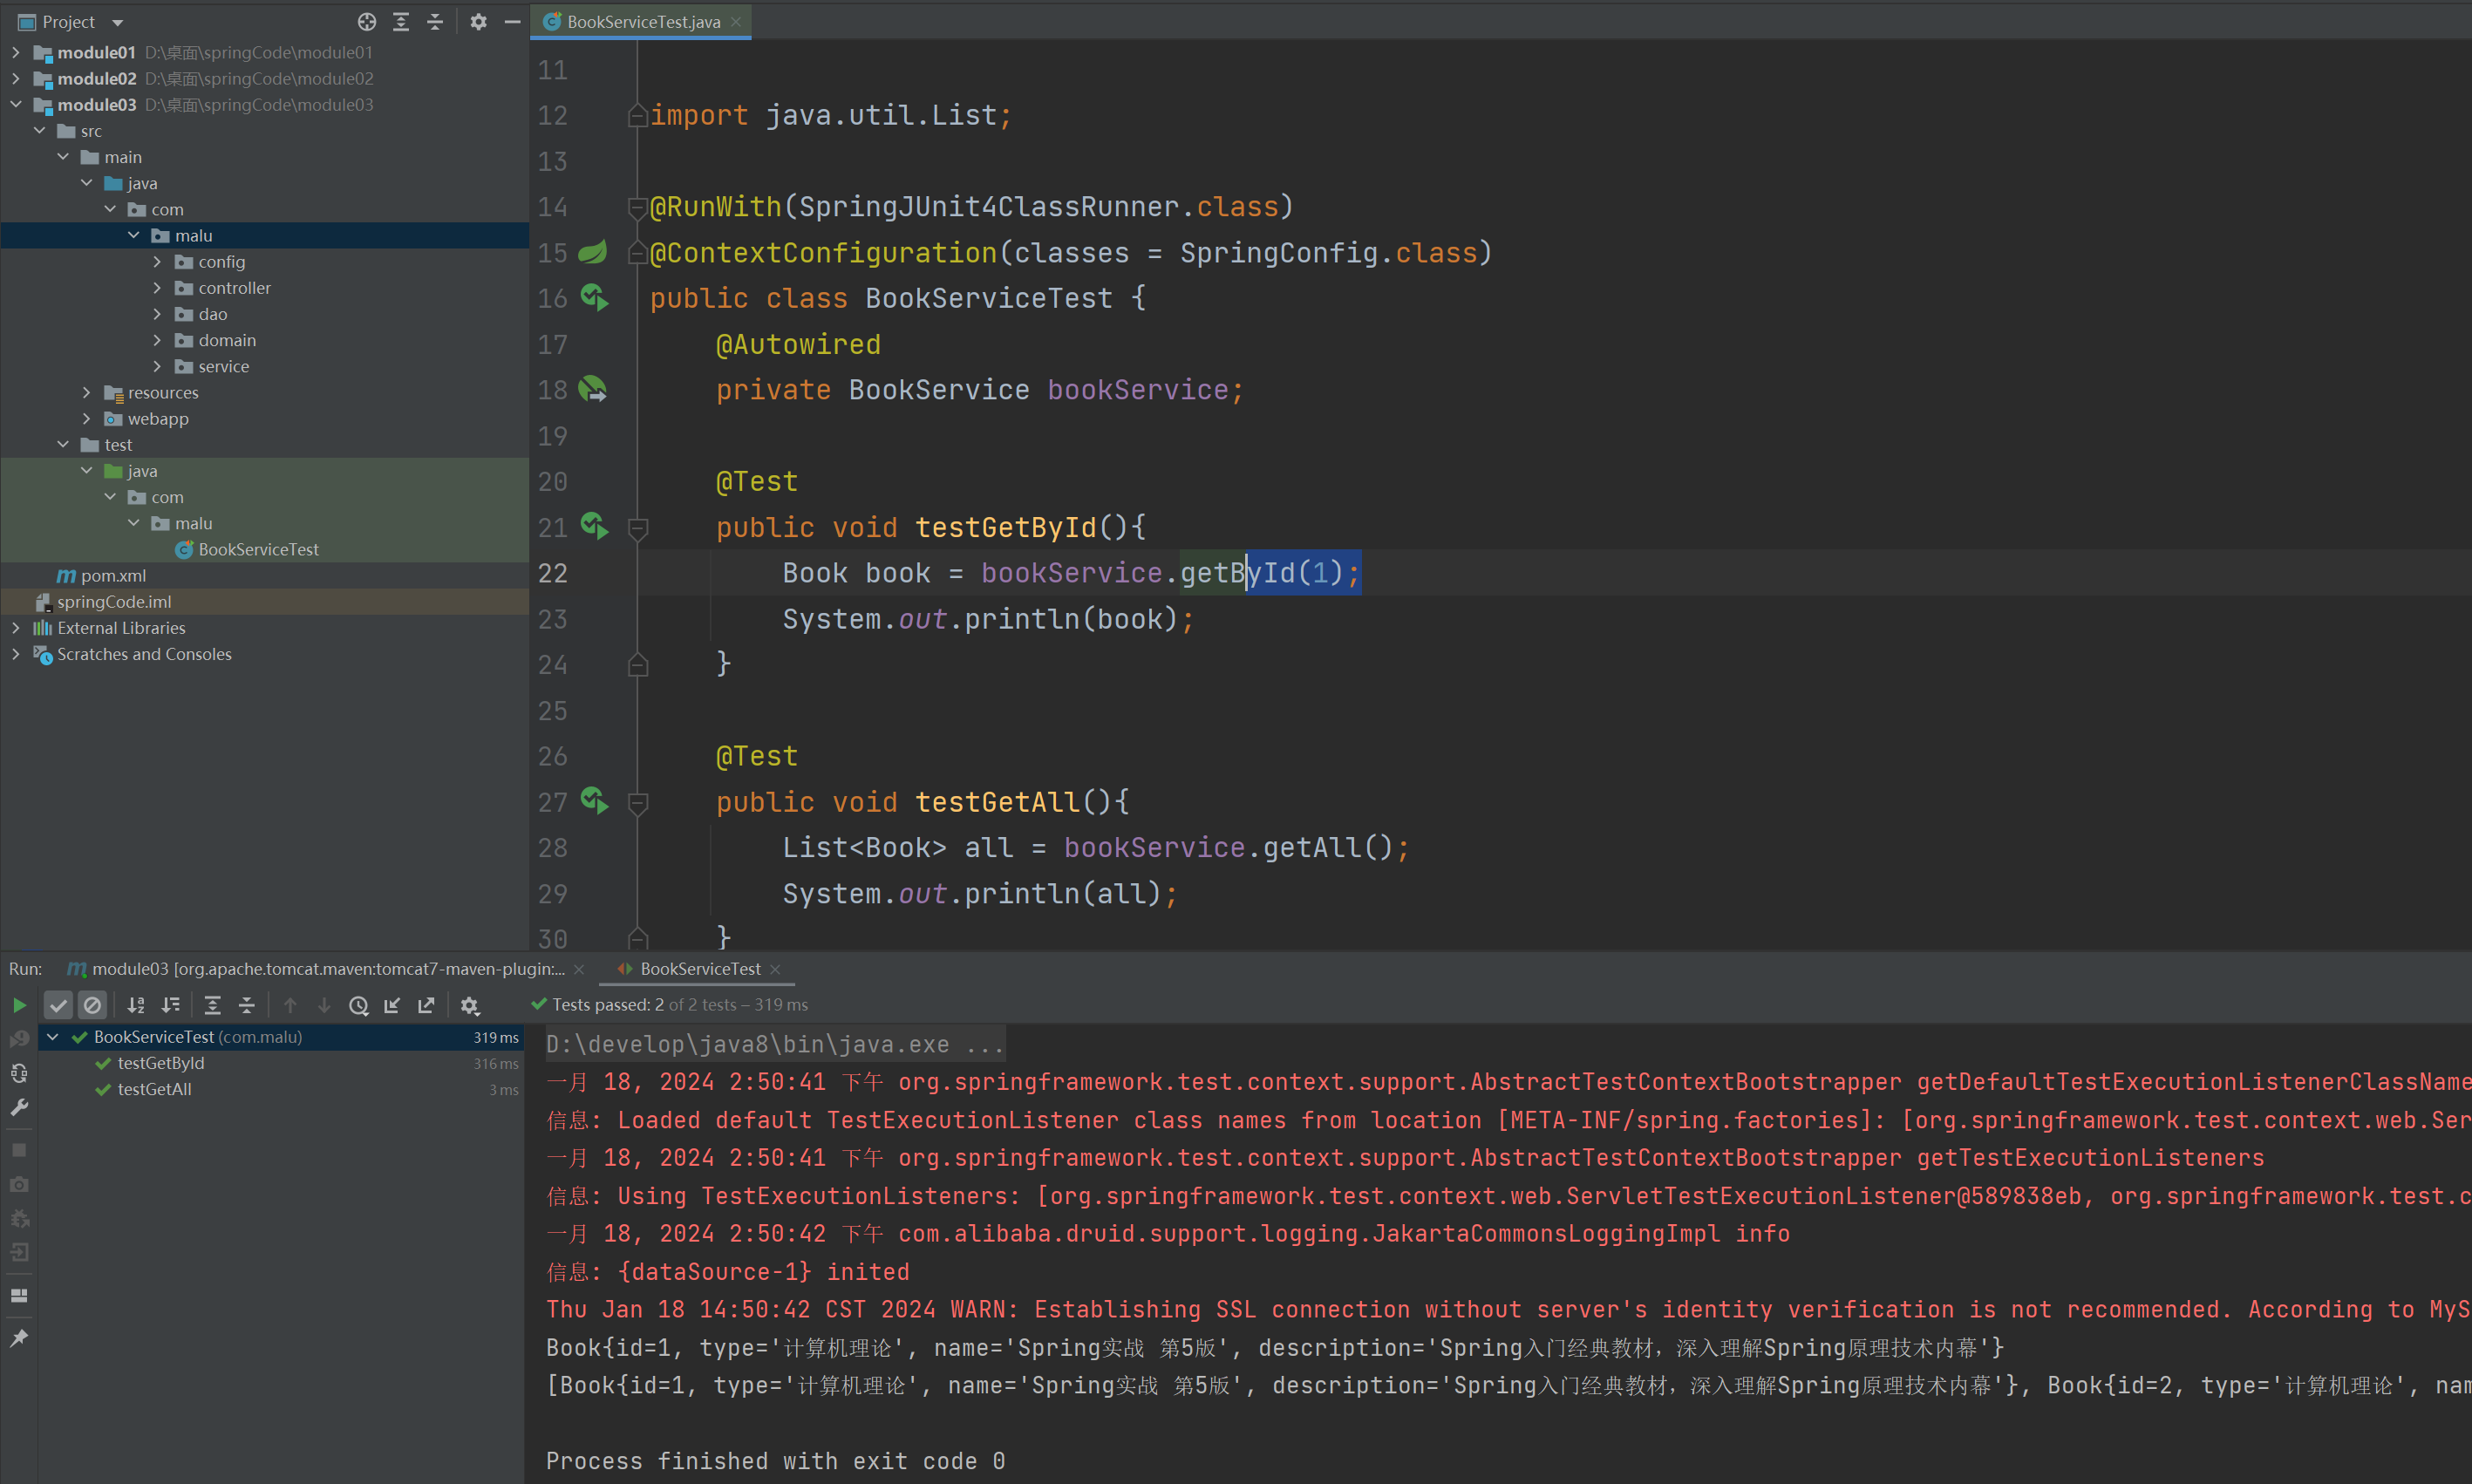 Project
module01 D:\桌面\springCode\module01
module02 D:\桌面\springCode\module02
module03 D:\桌面\springCode\module03
src
main
java
com
malu
config
controller
dao
domain
service
resources
webapp
test
java
com
malu
BookServiceTest
pom.xml
springCode.iml
External Libraries
Scratches and Consoles
BookServiceTest.java
11
12 import java.util.List;
13
14 @RunWith(SpringJUnit4ClassRunner.class)
15 @ContextConfiguration(classes = SpringConfig.class)
16 public class BookServiceTest {
17 @Autowired
18 private BookService bookService;
19
20 @Test
21 public void testGetById(){
22 Book book = bookService.getById(1);
23 System.out.println(book);
24 }
25
26 @Test
27 public void testGetAll(){
28 List<Book> all = bookService.getAll();
29 System.out.println(all);
30 }
Run: module03 [org.apache.tomcat.maven:tomcat7-maven-plugin:... BookServiceTest
Tests passed: 2 of 2 tests – 319 ms
BookServiceTest (com.malu) 319 ms
testGetById 316 ms
testGetAll 3 ms
D:\develop\java8\bin\java.exe ...
一月 18, 2024 2:50:41 下午 org.springframework.test.context.support.AbstractTestContextBootstrapper getDefaultTestExecutionListenerClassName
信息: Loaded default TestExecutionListener class names from location [META-INF/spring.factories]: [org.springframework.test.context.web.Ser
一月 18, 2024 2:50:41 下午 org.springframework.test.context.support.AbstractTestContextBootstrapper getTestExecutionListeners
信息: Using TestExecutionListeners: [org.springframework.test.context.web.ServletTestExecutionListener@589838eb, org.springframework.test.c
一月 18, 2024 2:50:42 下午 com.alibaba.druid.support.logging.JakartaCommonsLoggingImpl info
信息: {dataSource-1} inited
Thu Jan 18 14:50:42 CST 2024 WARN: Establishing SSL connection without server's identity verification is not recommended. According to MyS
Book{id=1, type='计算机理论', name='Spring实战 第5版', description='Spring入门经典教材，深入理解Spring原理技术内幕'}
[Book{id=1, type='计算机理论', name='Spring实战 第5版', description='Spring入门经典教材，深入理解Spring原理技术内幕'}, Book{id=2, type='计算机理论', nam
Process finished with exit code 0